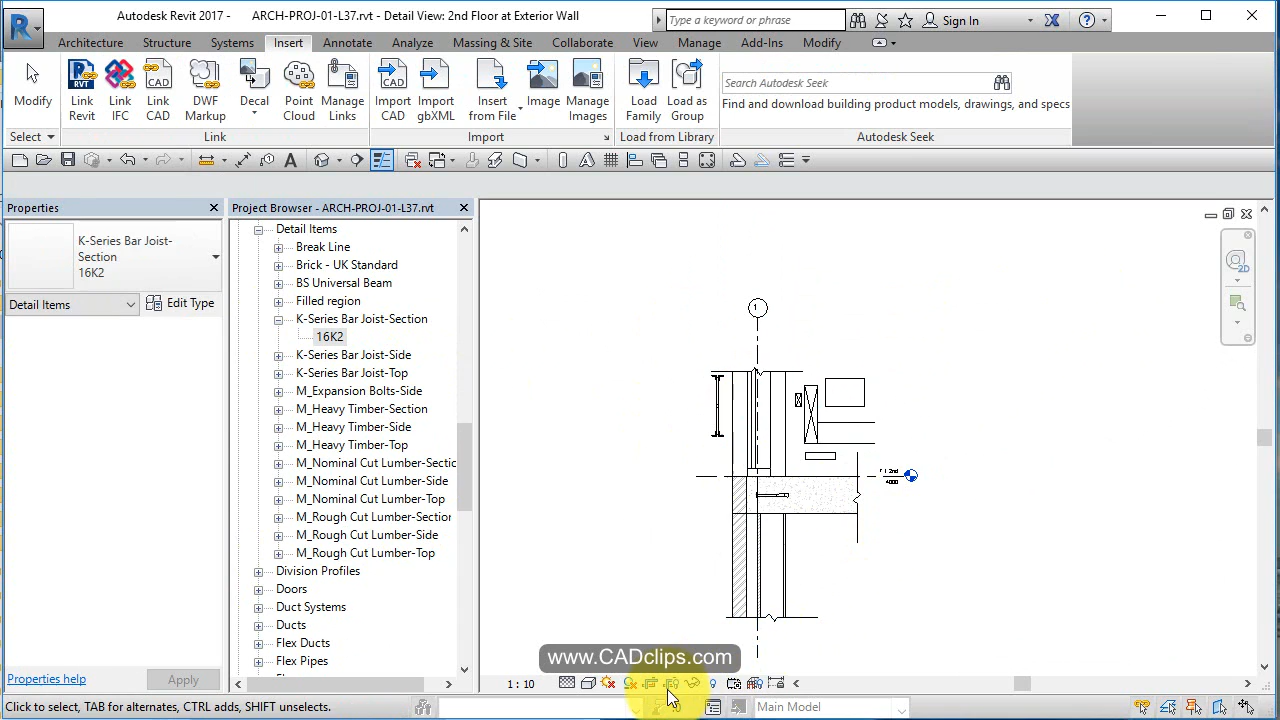 Autodesk Revit 2017 - ARCH-PROJ-01-L37.rvt - Detail View: 2nd Floor at Exterior Wall
Type a keyword or phrase
Sign In
Architecture Structure Systems Insert Annotate Analyze Massing & Site Collaborate View Manage Add-Ins Modify
Modify
Link Revit
Link IFC
Link CAD
DWF Markup
Decal
Point Cloud
Manage Links
Import CAD
Import gbXML
Insert from File
Image
Manage Images
Load Family
Load as Group
Search Autodesk Seek
Find and download building product models, drawings, and specs
Select
Link
Import
Load from Library
Autodesk Seek
Properties
K-Series Bar Joist-
Section
16K2
Detail Items
Edit Type
Properties help
Apply
Project Browser - ARCH-PROJ-01-L37.rvt
Detail Items
Break Line
Brick - UK Standard
BS Universal Beam
Filled region
K-Series Bar Joist-Section
16K2
K-Series Bar Joist-Side
K-Series Bar Joist-Top
M_Expansion Bolts-Side
M_Heavy Timber-Section
M_Heavy Timber-Side
M_Heavy Timber-Top
M_Nominal Cut Lumber-Sectic
M_Nominal Cut Lumber-Side
M_Nominal Cut Lumber-Top
M_Rough Cut Lumber-Section
M_Rough Cut Lumber-Side
M_Rough Cut Lumber-Top
Division Profiles
Doors
Duct Systems
Ducts
Flex Ducts
Flex Pipes
1
2nd
4000
www.CADclips.com
1 : 10
Click to select, TAB for alternates, CTRL adds, SHIFT unselects.
Main Model